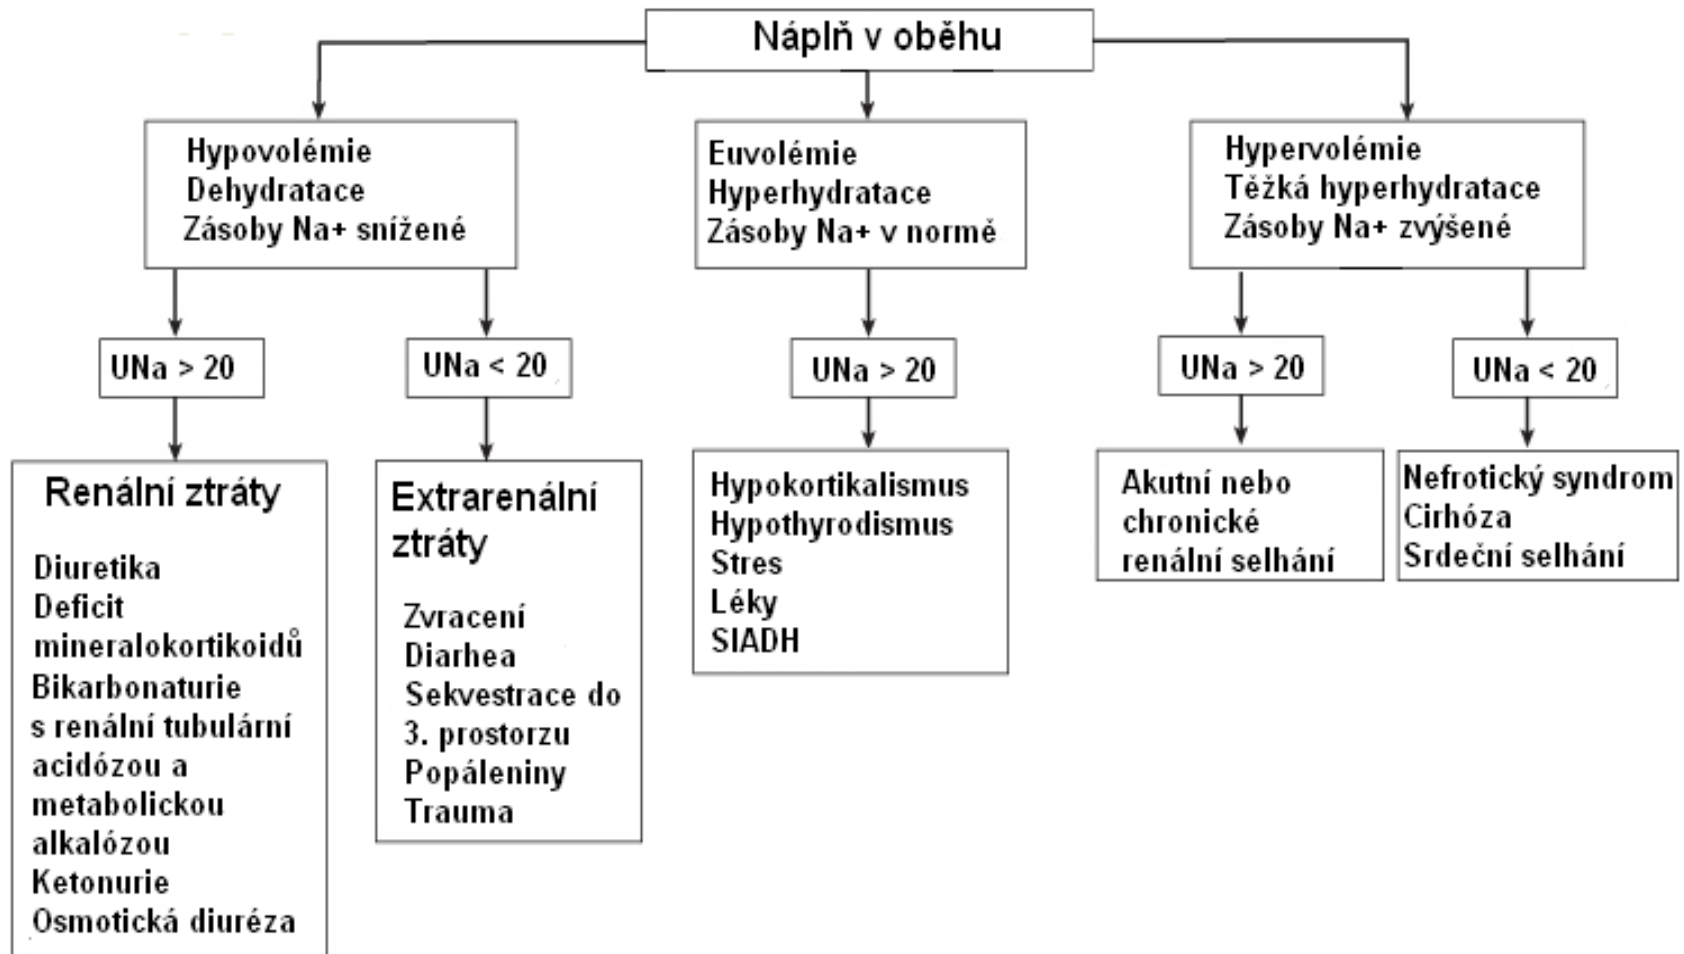 Náplň v oběhu
Hypovolémie
Dehydratace
Zásoby Na+ snížené
Euvolémie
Hyperhydratace
Zásoby Na+ v normě
Hypervolémie
Těžká hyperhydratace
Zásoby Na+ zvýšené
UNa > 20
UNa < 20
UNa > 20
UNa > 20
UNa < 20
Renální ztráty
Diuretika
Deficit
mineralokortikoidů
Bikarbonaturie
s renální tubulární
acidózou a
metabolickou
alkalózou
Ketonurie
Osmotická diuréza
Extrarenální
ztráty
Zvracení
Diarhea
Sekvestrace do
3. prostorzu
Popáleniny
Trauma
Hypokortikalismus
Hypothyrodismus
Stres
Léky
SIADH
Akutní nebo
chronické
renální selhání
Nefrotický syndrom
Cirhóza
Srdeční selhání